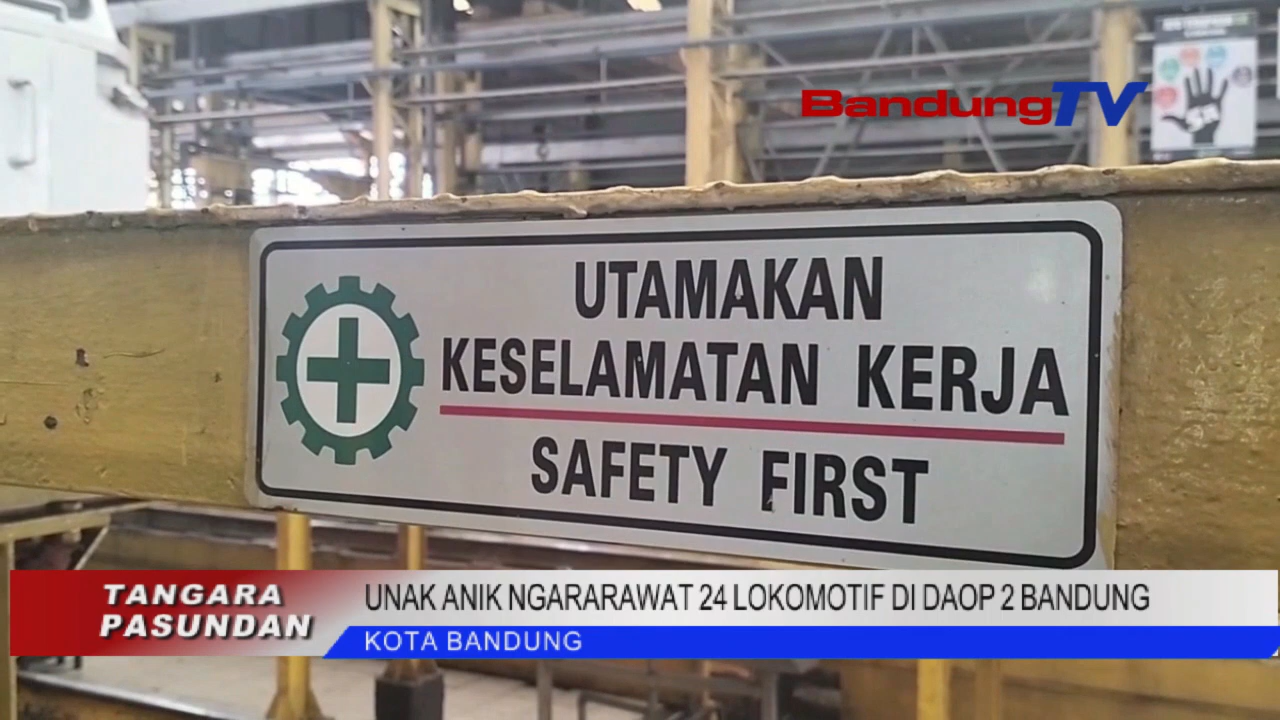 BandungTV
UTAMAKAN
KESELAMATAN KERJA
SAFETY FIRST
TANGARA
PASUNDAN
UNAK ANIK NGARARAWAT 24 LOKOMOTIF DI DAOP 2 BANDUNG
KOTA BANDUNG